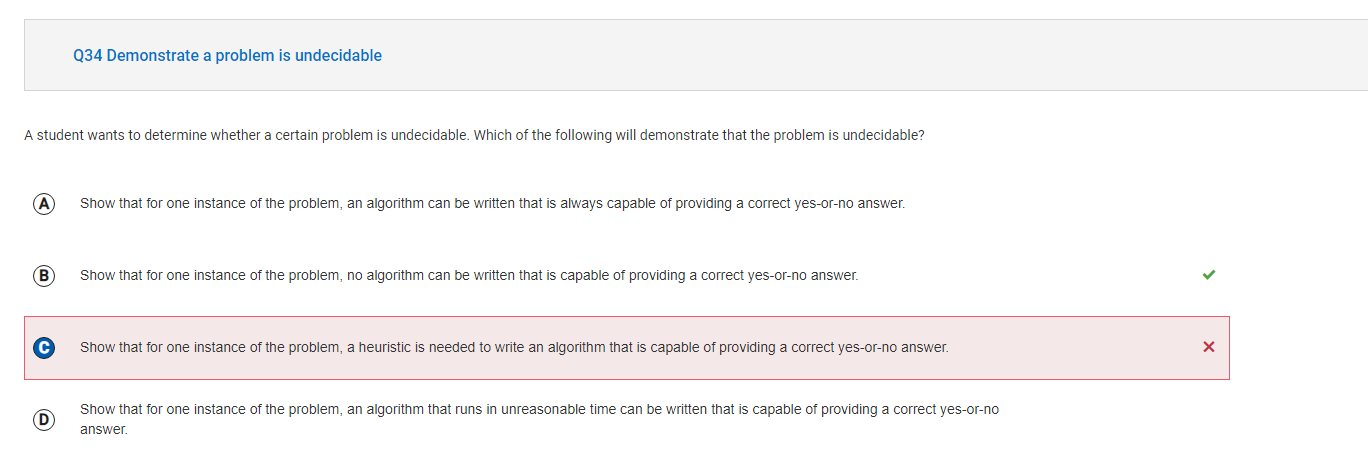 Q34 Demonstrate a problem is undecidable
A student wants to determine whether a certain problem is undecidable. Which of the following will demonstrate that the problem is undecidable?
A Show that for one instance of the problem, an algorithm can be written that is always capable of providing a correct yes-or-no answer.
B Show that for one instance of the problem, no algorithm can be written that is capable of providing a correct yes-or-no answer.
C Show that for one instance of the problem, a heuristic is needed to write an algorithm that is capable of providing a correct yes-or-no answer.
D Show that for one instance of the problem, an algorithm that runs in unreasonable time can be written that is capable of providing a correct yes-or-no
answer.